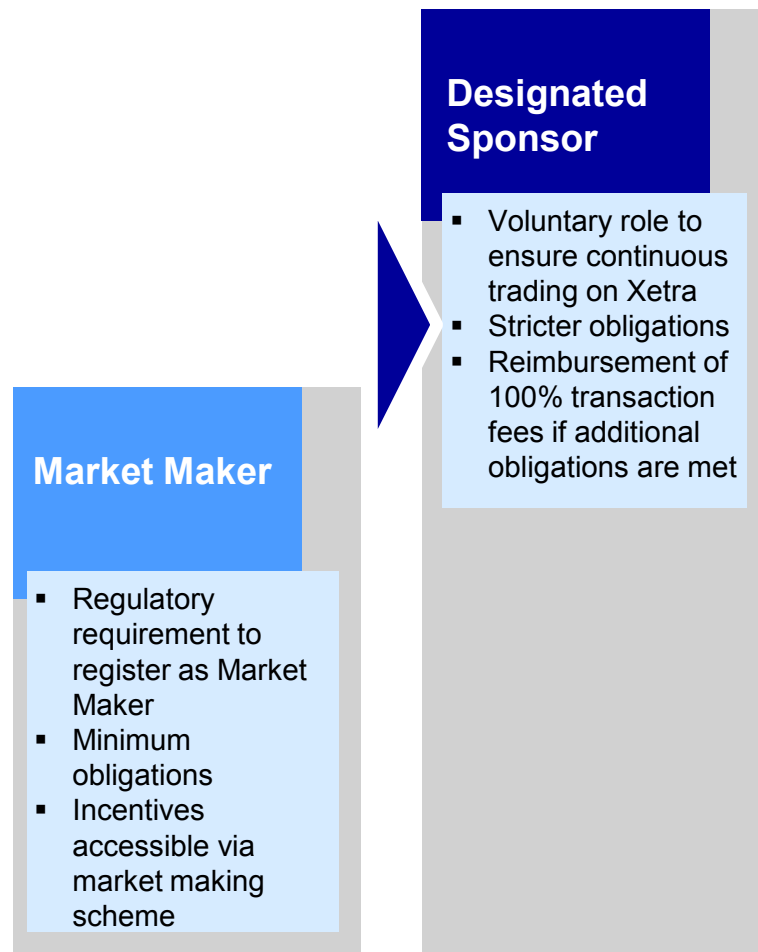 Designated
Sponsor
▪ Voluntary role to
ensure continuous
trading on Xetra
▪ Stricter obligations
▪ Reimbursement of
100% transaction
fees if additional
obligations are met
Market Maker
▪ Regulatory
requirement to
register as Market
Maker
▪ Minimum
obligations
▪ Incentives
accessible via
market making
scheme